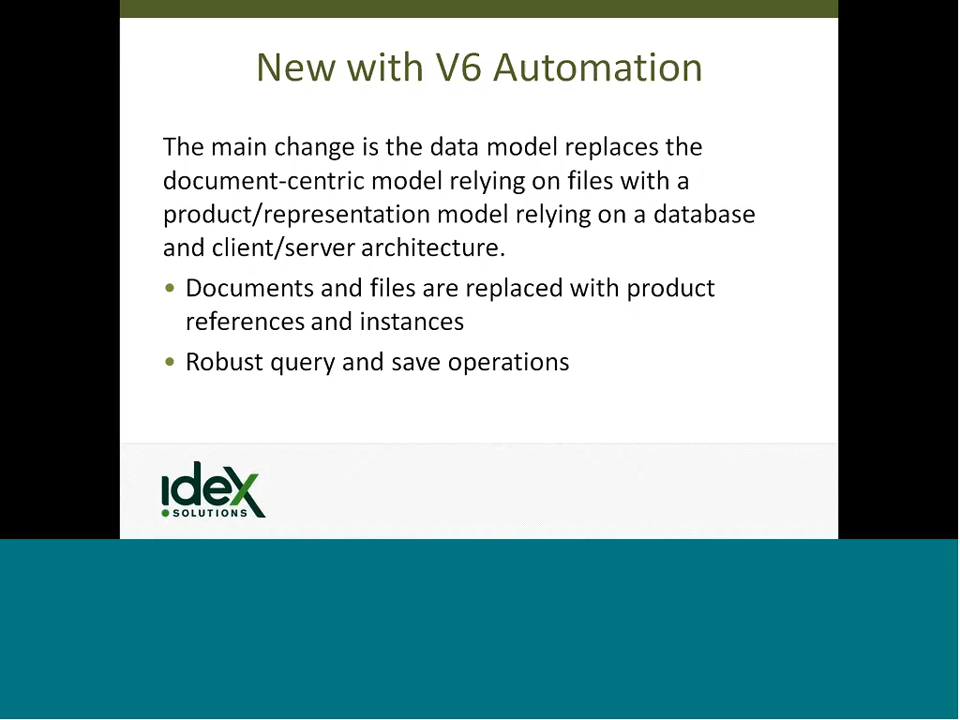 New with V6 Automation
The main change is the data model replaces the
document-centric model relying on files with a
product/representation model relying on a database
and client/server architecture.
• Documents and files are replaced with product
references and instances
• Robust query and save operations
idex
SOLUTIONS